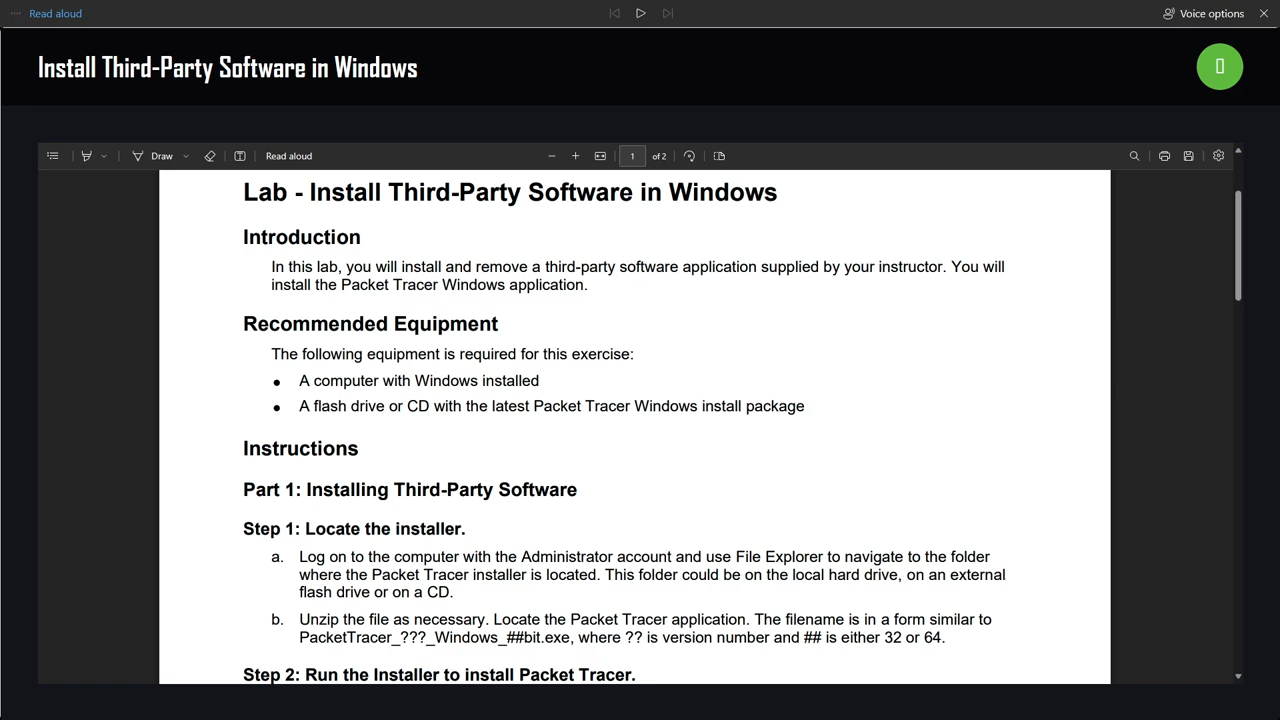 Read aloud
Voice options
Install Third-Party Software in Windows
Draw
Read aloud
1 of 2
Lab - Install Third-Party Software in Windows
Introduction
In this lab, you will install and remove a third-party software application supplied by your instructor. You will
install the Packet Tracer Windows application.
Recommended Equipment
The following equipment is required for this exercise:
• A computer with Windows installed
• A flash drive or CD with the latest Packet Tracer Windows install package
Instructions
Part 1: Installing Third-Party Software
Step 1: Locate the installer.
a. Log on to the computer with the Administrator account and use File Explorer to navigate to the folder
where the Packet Tracer installer is located. This folder could be on the local hard drive, on an external
flash drive or on a CD.
b. Unzip the file as necessary. Locate the Packet Tracer application. The filename is in a form similar to
PacketTracer_???_Windows_##bit.exe, where ?? is version number and ## is either 32 or 64.
Step 2: Run the Installer to install Packet Tracer.